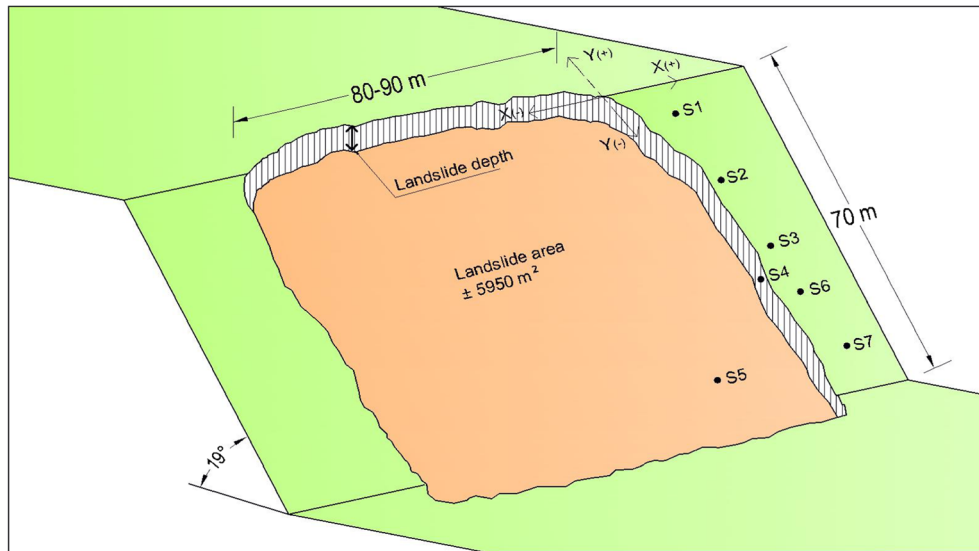 80-90 m
Y(+)
X(+)
X(-)
Y(-)
S1
Landslide depth
S2
70 m
S3
Landslide area
± 5950 m²
S4
S6
S7
S5
19°